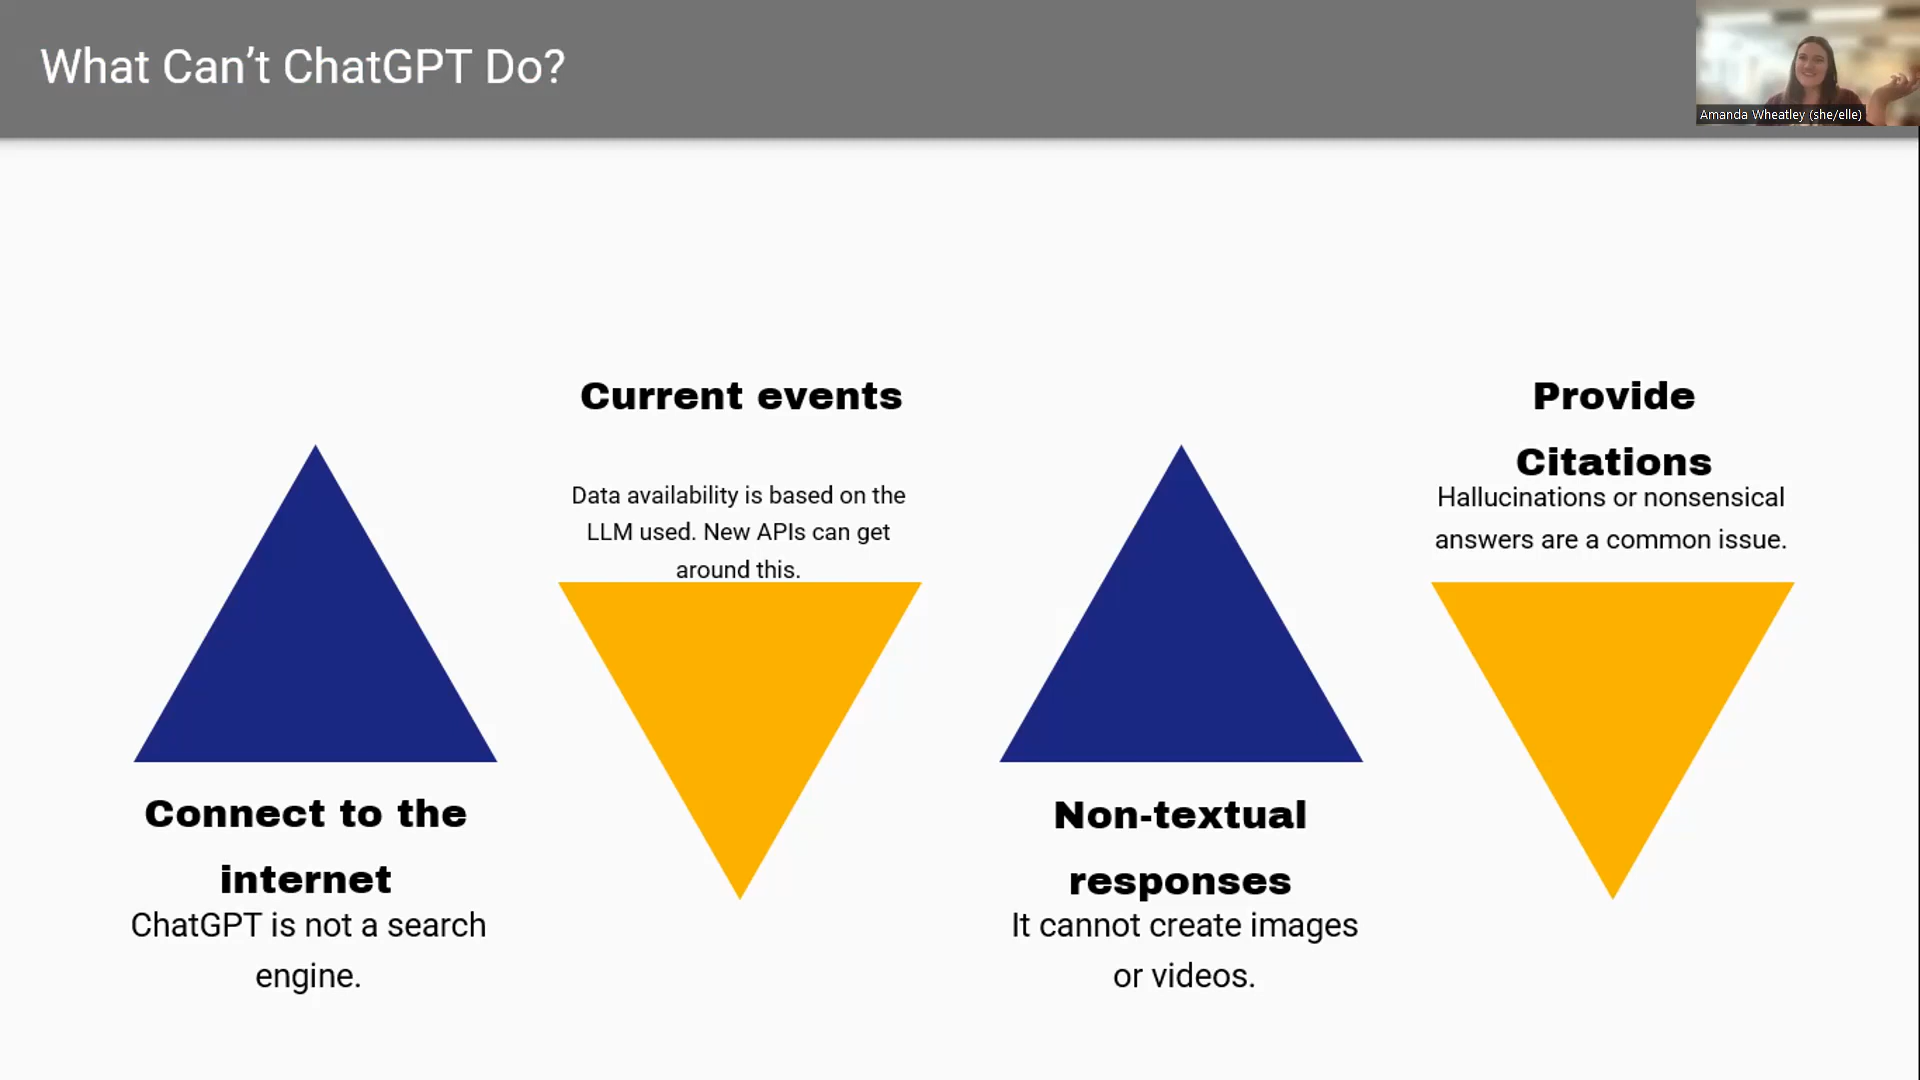 What Can’t ChatGPT Do?
Amanda Wheatley (she/elle)
Connect to the
internet
ChatGPT is not a search
engine.
Current events
Data availability is based on the
LLM used. New APIs can get
around this.
Non-textual
responses
It cannot create images
or videos.
Provide
Citations
Hallucinations or nonsensical
answers are a common issue.